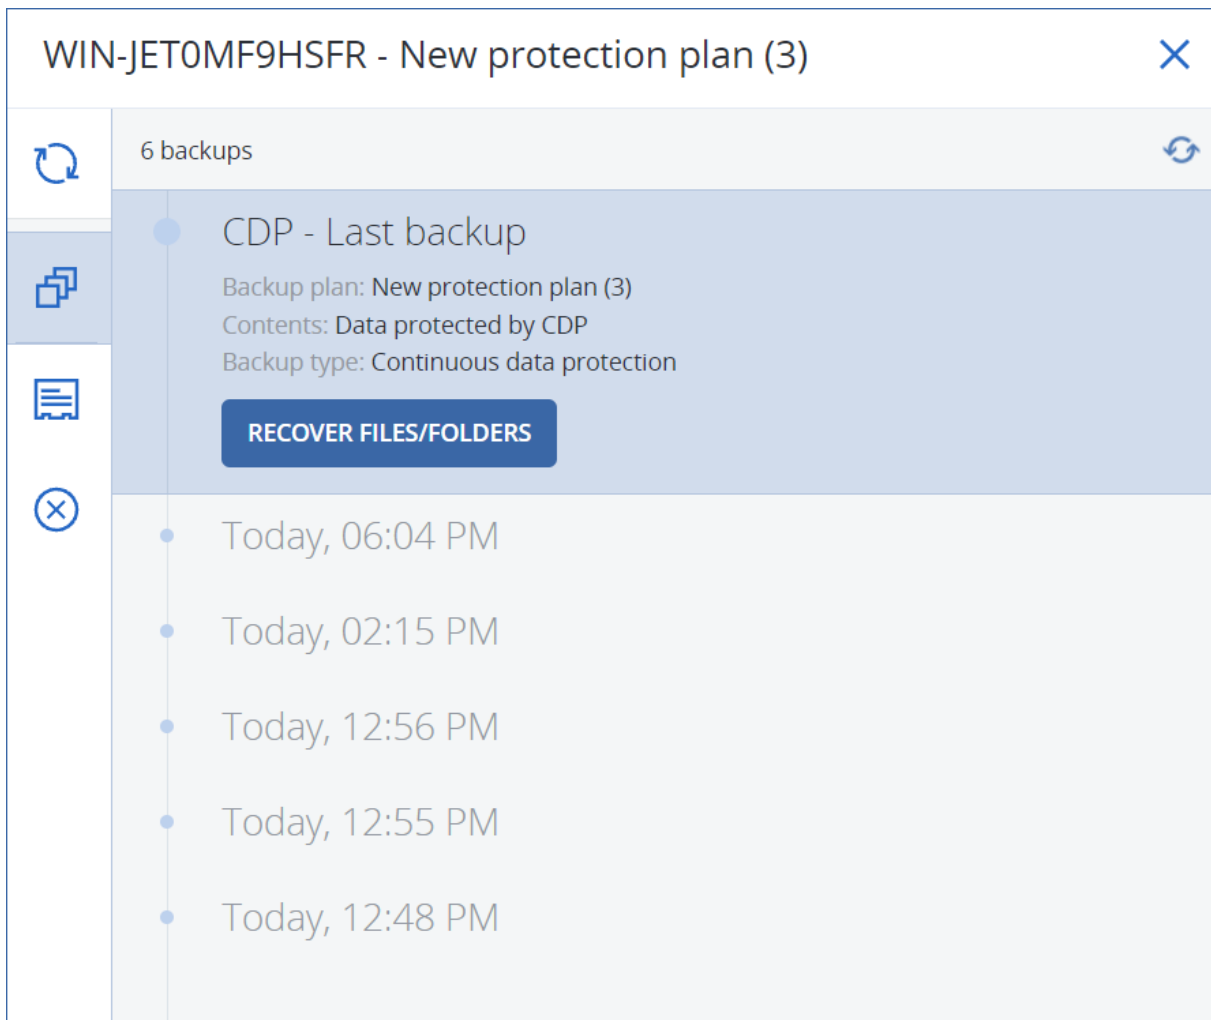 WIN-JET0MF9HSFR - New protection plan (3)
6 backups
CDP - Last backup
Backup plan: New protection plan (3)
Contents: Data protected by CDP
Backup type: Continuous data protection
RECOVER FILES/FOLDERS
Today, 06:04 PM
Today, 02:15 PM
Today, 12:56 PM
Today, 12:55 PM
Today, 12:48 PM